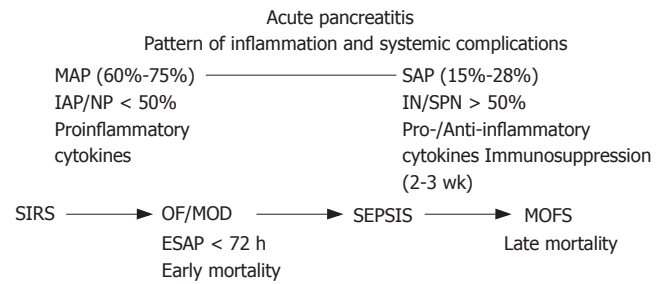 Acute pancreatitis
Pattern of inflammation and systemic complications
MAP (60%-75%)
SAP (15%-28%)
IAP/NP < 50%
IN/SPN > 50%
Proinflammatory
Pro-/Anti-inflammatory
cytokines
cytokines Immunosuppression
(2-3 wk)
SIRS
OF/MOD
SEPSIS
MOFS
ESAP < 72 h
Late mortality
Early mortality